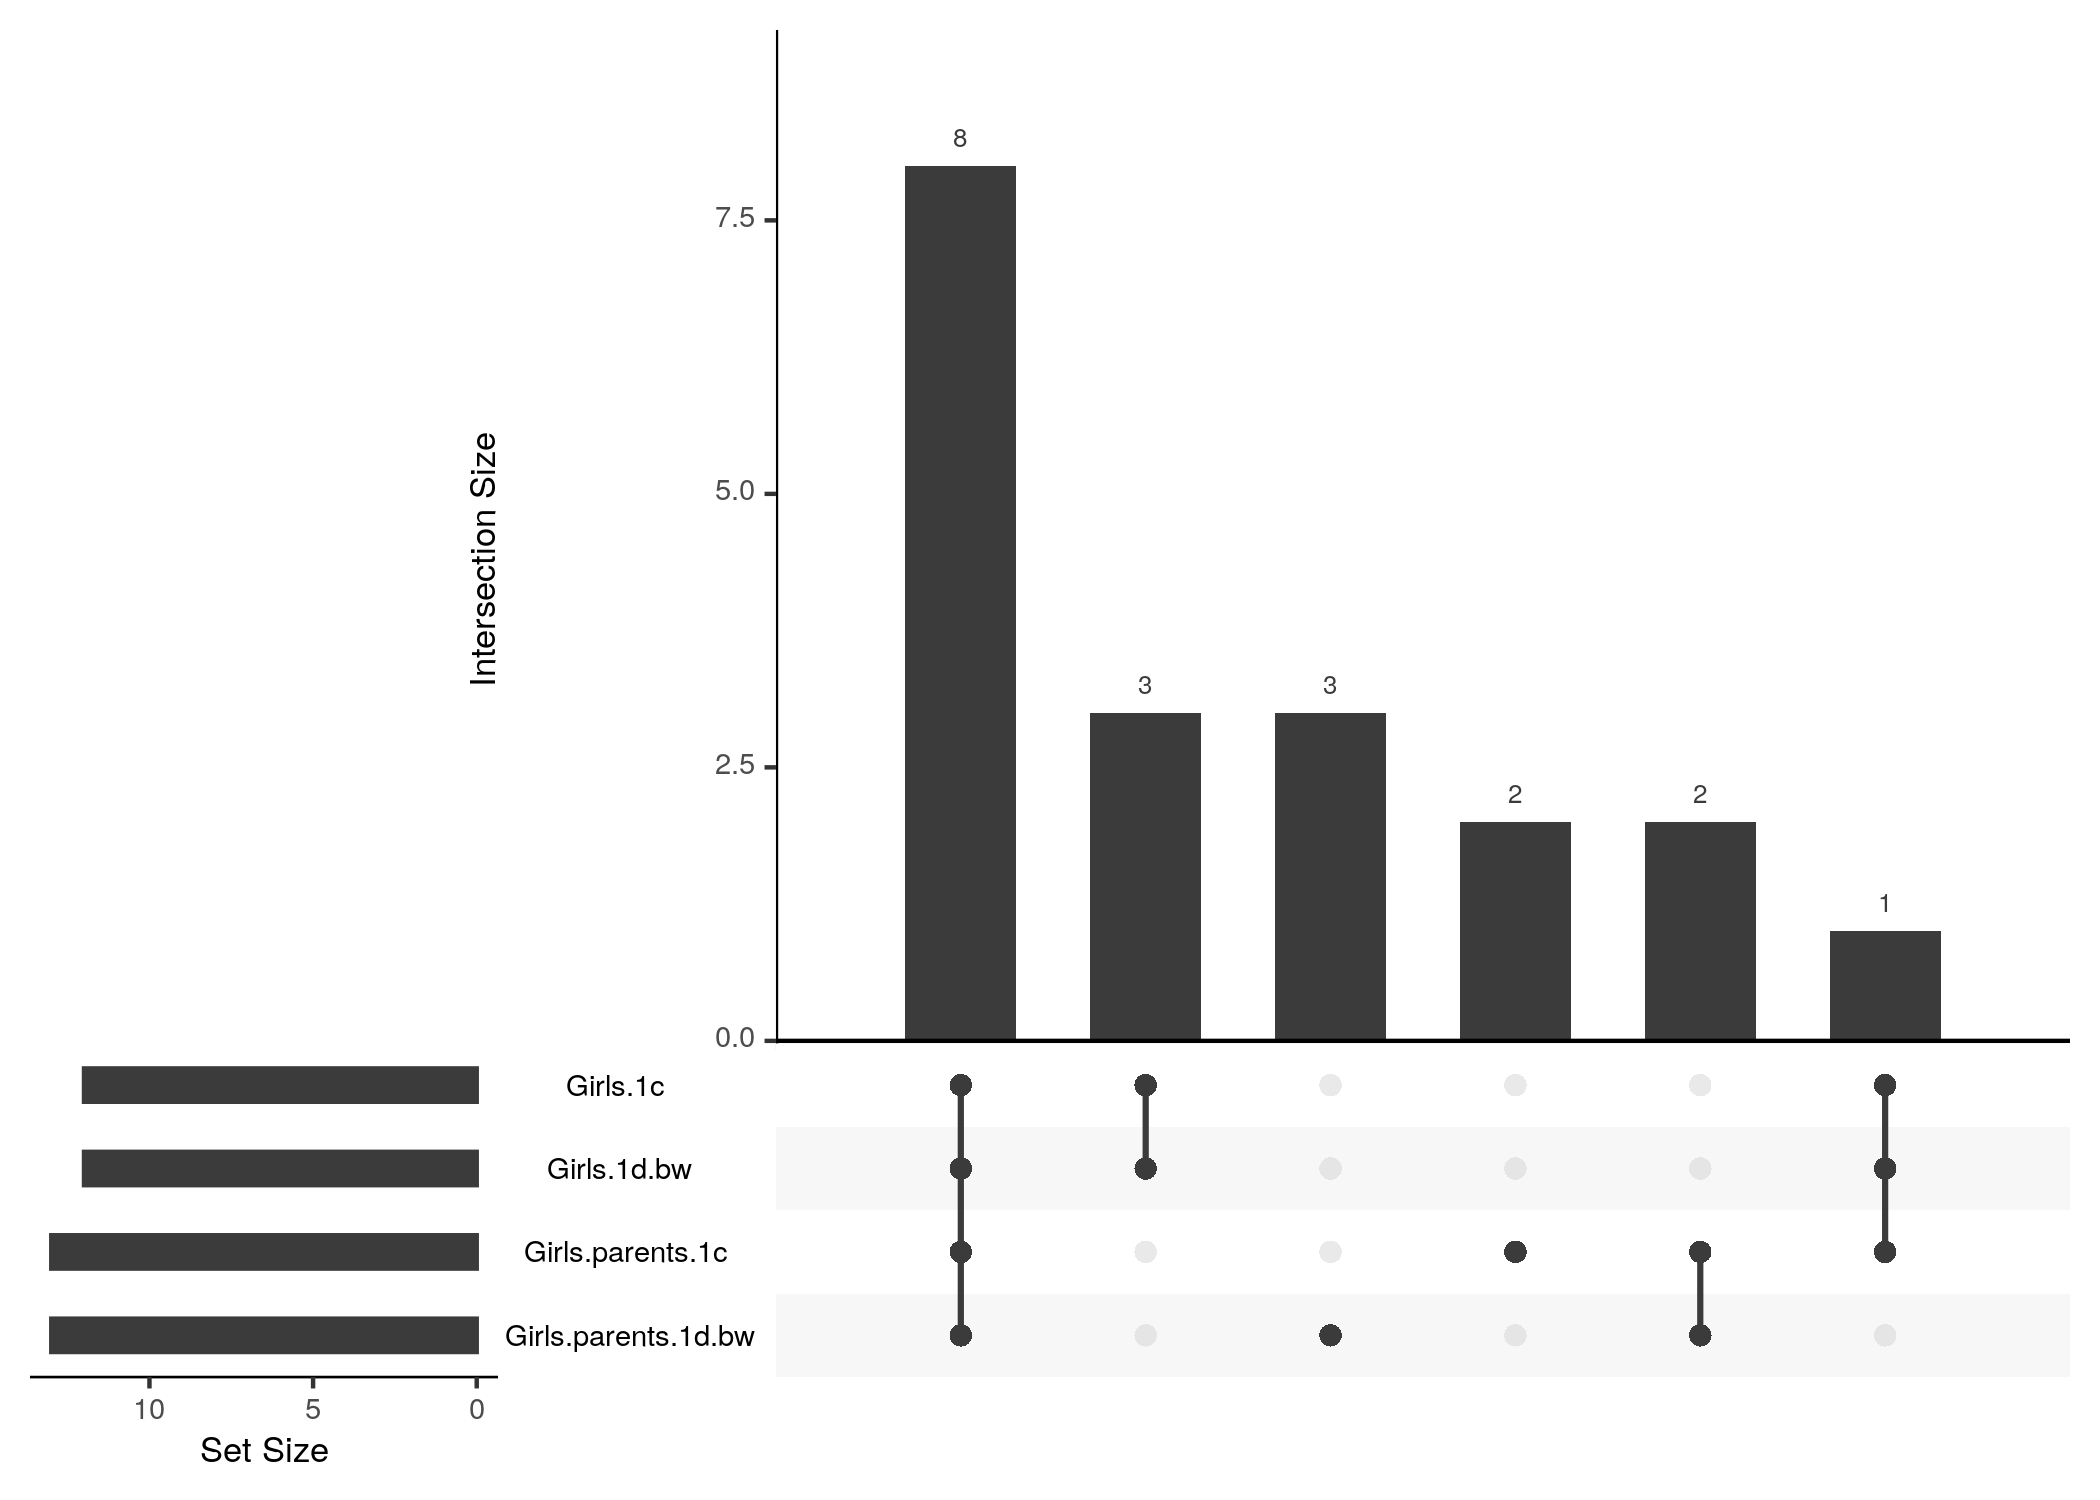 Intersection Size
7.5
5.0
2.5
0.0
8
3
3
2
2
1
Girls.1c
Girls.1d.bw
Girls.parents.1c
Girls.parents.1d.bw
10 5 0
Set Size